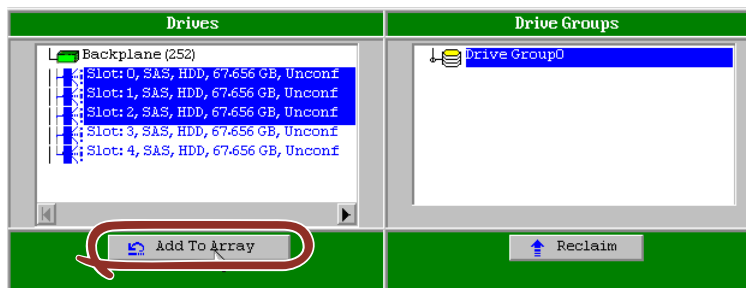 Drives
Drive Groups
Backplane (252)
Slot: 0, SAS, HDD, 67.656 GB, Unconf
Slot: 1, SAS, HDD, 67.656 GB, Unconf
Slot: 2, SAS, HDD, 67.656 GB, Unconf
Slot: 3, SAS, HDD, 67.656 GB, Unconf
Slot: 4, SAS, HDD, 67.656 GB, Unconf
Drive Group0
Add To Array
Reclaim